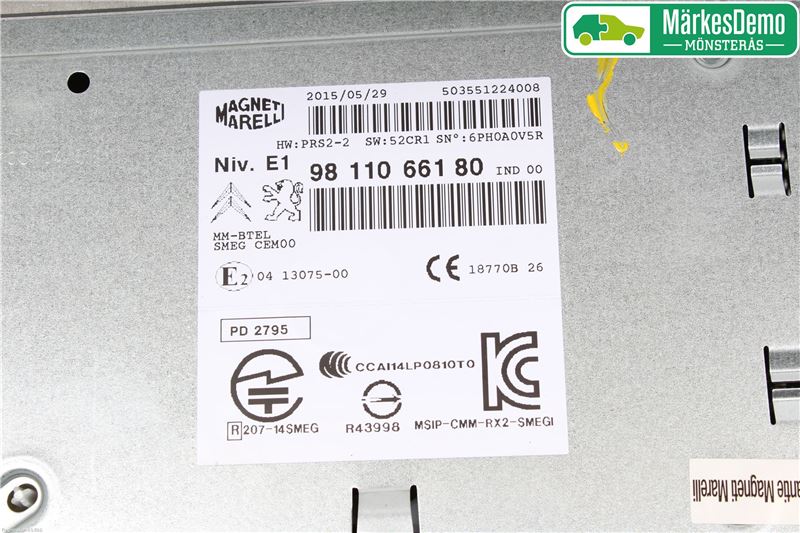 MärkesDemo
MÖNSTERÅS
MAGNETI
MARELLI
2015/05/29 503551224008
HW:PRS2-2 SW:52CR1 SN°:6PH0A0V5R
Niv. E1 98 110 661 80 IND 00
MM-BTEL
SMEG CEM00
E2 04 13075-00 CE 18770B 26
PD 2795
CCAI14LP0810T0
R 207-14SMEG R43998 MSIP-CMM-RX2-SMEGI
antie Magneti
Marelli